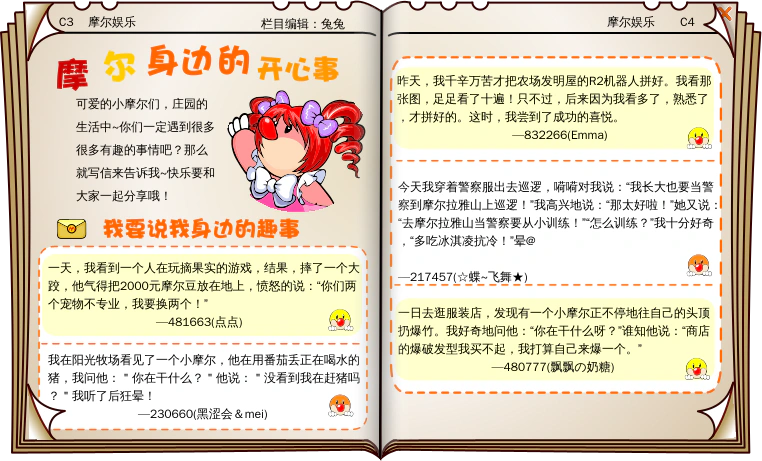 C3 摩尔娱乐
栏目编辑：兔兔
摩尔身边的开心事
可爱的小摩尔们，庄园的
生活中~你们一定遇到很多
很多有趣的事情吧？那么
就写信来告诉我~快乐要和
大家一起分享哦！
我要说我身边的趣事
一天，我看到一个人在玩摘果实的游戏，结果，摔了一个大
跤，他气得把2000元摩尔豆放在地上，愤怒的说：“你们两
个宠物不专业，我要换两个！”
—481663(点点)
我在阳光牧场看见了一个小摩尔，他在用番茄丢正在喝水的
猪，我问他：＂你在干什么？＂他说：＂没看到我在赶猪吗
？＂我听了后狂晕！
—230660(黑涩会＆mei)
摩尔娱乐 C4
昨天，我千辛万苦才把农场发明屋的R2机器人拼好。我看那
张图，足足看了十遍！只不过，后来因为我看多了，熟悉了
，才拼好的。这时，我尝到了成功的喜悦。
—832266(Emma)
今天我穿着警察服出去巡逻，嗬嗬对我说：“我长大也要当警
察到摩尔拉雅山上巡逻！”我高兴地说：“那太好啦！”她又说：
“去摩尔拉雅山当警察要从小训练！”“怎么训练？”我十分好奇
，“多吃冰淇凌抗冷！”晕@
—217457(☆蝶~飞舞★)
一日去逛服装店，发现有一个小摩尔正不停地往自己的头顶
扔爆竹。我好奇地问他：“你在干什么呀？”谁知他说：“商店
的爆破发型我买不起，我打算自己来爆一个。”
—480777(飘飘の奶糖)